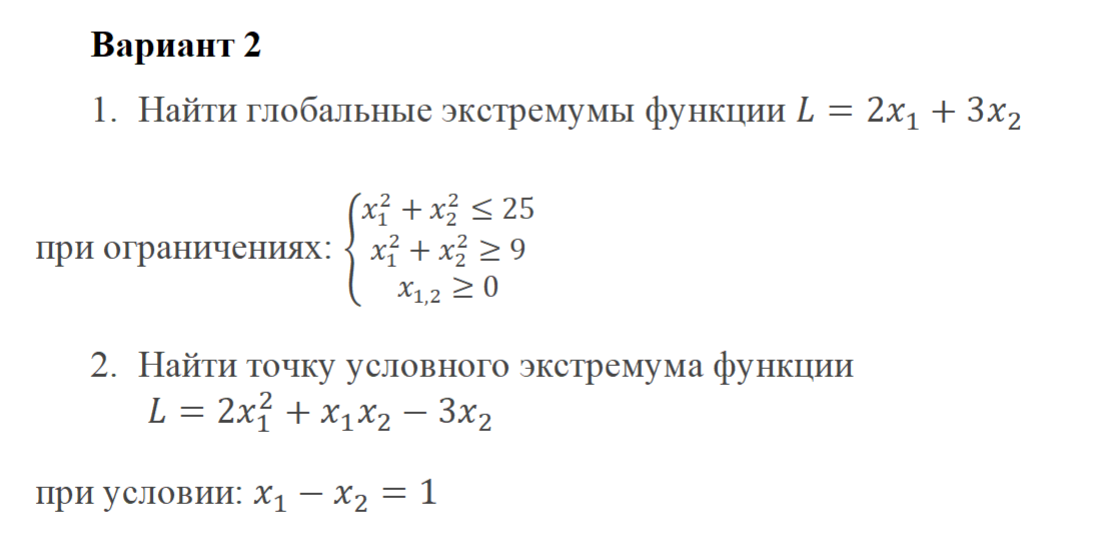 Вариант 2
1. Найти глобальные экстремумы функции L = 2x₁ + 3x₂
при ограничениях: { x₁² + x₂² ≤ 25
x₁² + x₂² ≥ 9
x₁,₂ ≥ 0
2. Найти точку условного экстремума функции
L = 2x₁² + x₁x₂ − 3x₂
при условии: x₁ − x₂ = 1